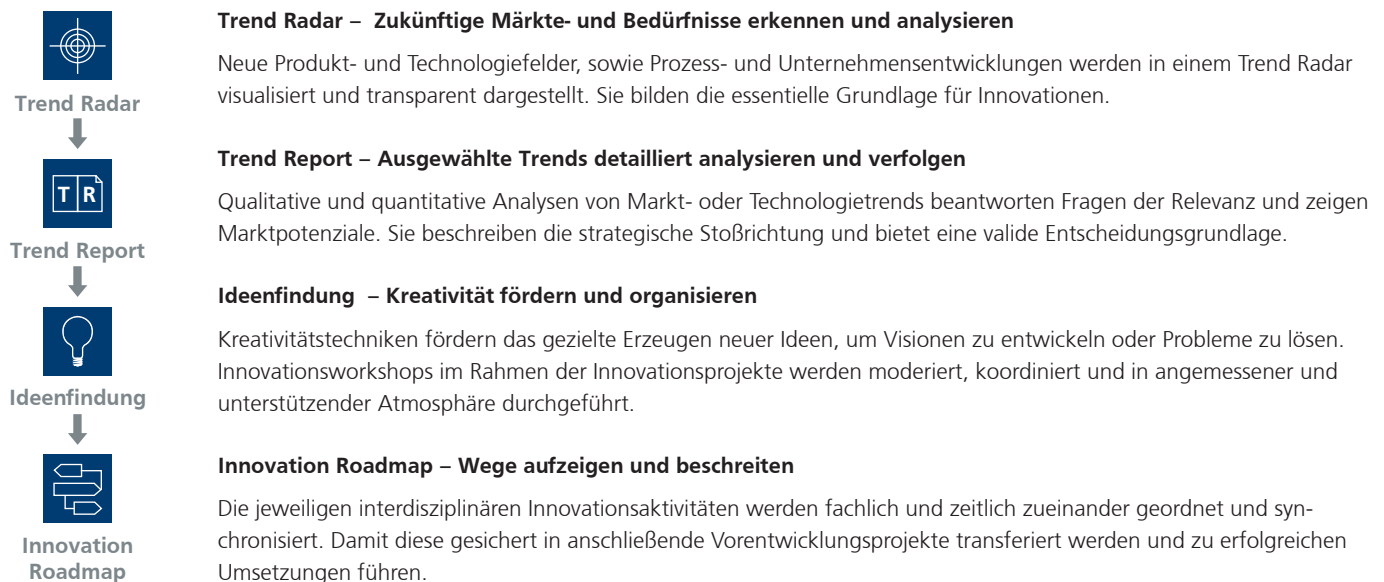 Trend Radar – Zukünftige Märkte- und Bedürfnisse erkennen und analysieren
Neue Produkt- und Technologiefelder, sowie Prozess- und Unternehmensentwicklungen werden in einem Trend Radar
visualisiert und transparent dargestellt. Sie bilden die essentielle Grundlage für Innovationen.
Trend Radar
Trend Report – Ausgewählte Trends detailliert analysieren und verfolgen
T R
Qualitative und quantitative Analysen von Markt- oder Technologietrends beantworten Fragen der Relevanz und zeigen
Marktpotenziale. Sie beschreiben die strategische Stoßrichtung und bietet eine valide Entscheidungsgrundlage.
Trend Report
Ideenfindung – Kreativität fördern und organisieren
Kreativitätstechniken fördern das gezielte Erzeugen neuer Ideen, um Visionen zu entwickeln oder Probleme zu lösen.
Innovationsworkshops im Rahmen der Innovationsprojekte werden moderiert, koordiniert und in angemessener und
unterstützender Atmosphäre durchgeführt.
Ideenfindung
Innovation Roadmap – Wege aufzeigen und beschreiten
Die jeweiligen interdisziplinären Innovationsaktivitäten werden fachlich und zeitlich zueinander geordnet und syn-
chronisiert. Damit diese gesichert in anschließende Vorentwicklungsprojekte transferiert werden und zu erfolgreichen
Umsetzungen führen.
Innovation
Roadmap